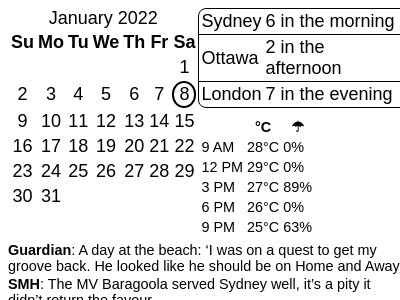 January 2022
Su Mo Tu We Th Fr Sa
1
2 3 4 5 6 7 8
9 10 11 12 13 14 15
16 17 18 19 20 21 22
23 24 25 26 27 28 29
30 31
Sydney 6 in the morning
Ottawa 2 in the
afternoon
London 7 in the evening
°C ☂
9 AM 28°C 0%
12 PM 29°C 0%
3 PM 27°C 89%
6 PM 26°C 0%
9 PM 25°C 63%
Guardian: A day at the beach: ‘I was on a quest to get my
groove back. He looked like he should be on Home and Away
SMH: The MV Baragoola served Sydney well, it’s a pity it
didn’t return the favour